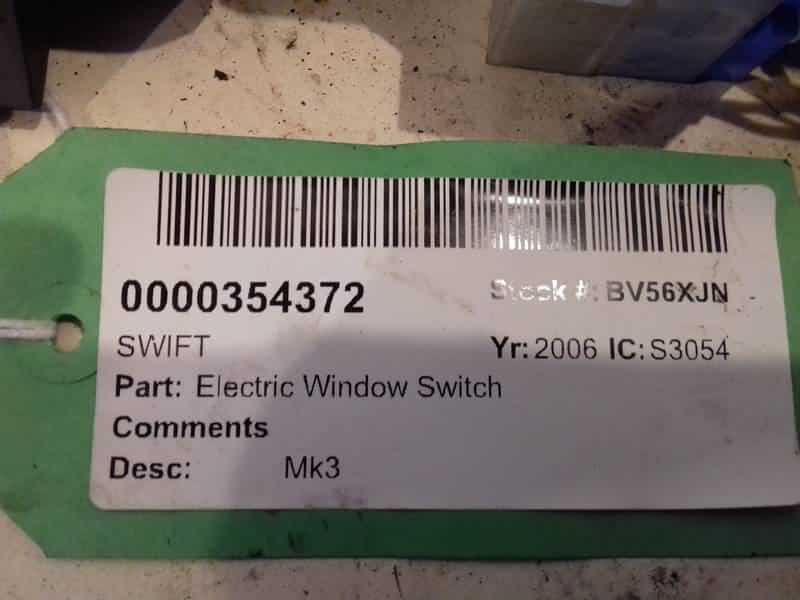 0000354372 Stock #: BV56XJN
SWIFT Yr: 2006 IC: S3054
Part: Electric Window Switch
Comments
Desc: Mk3